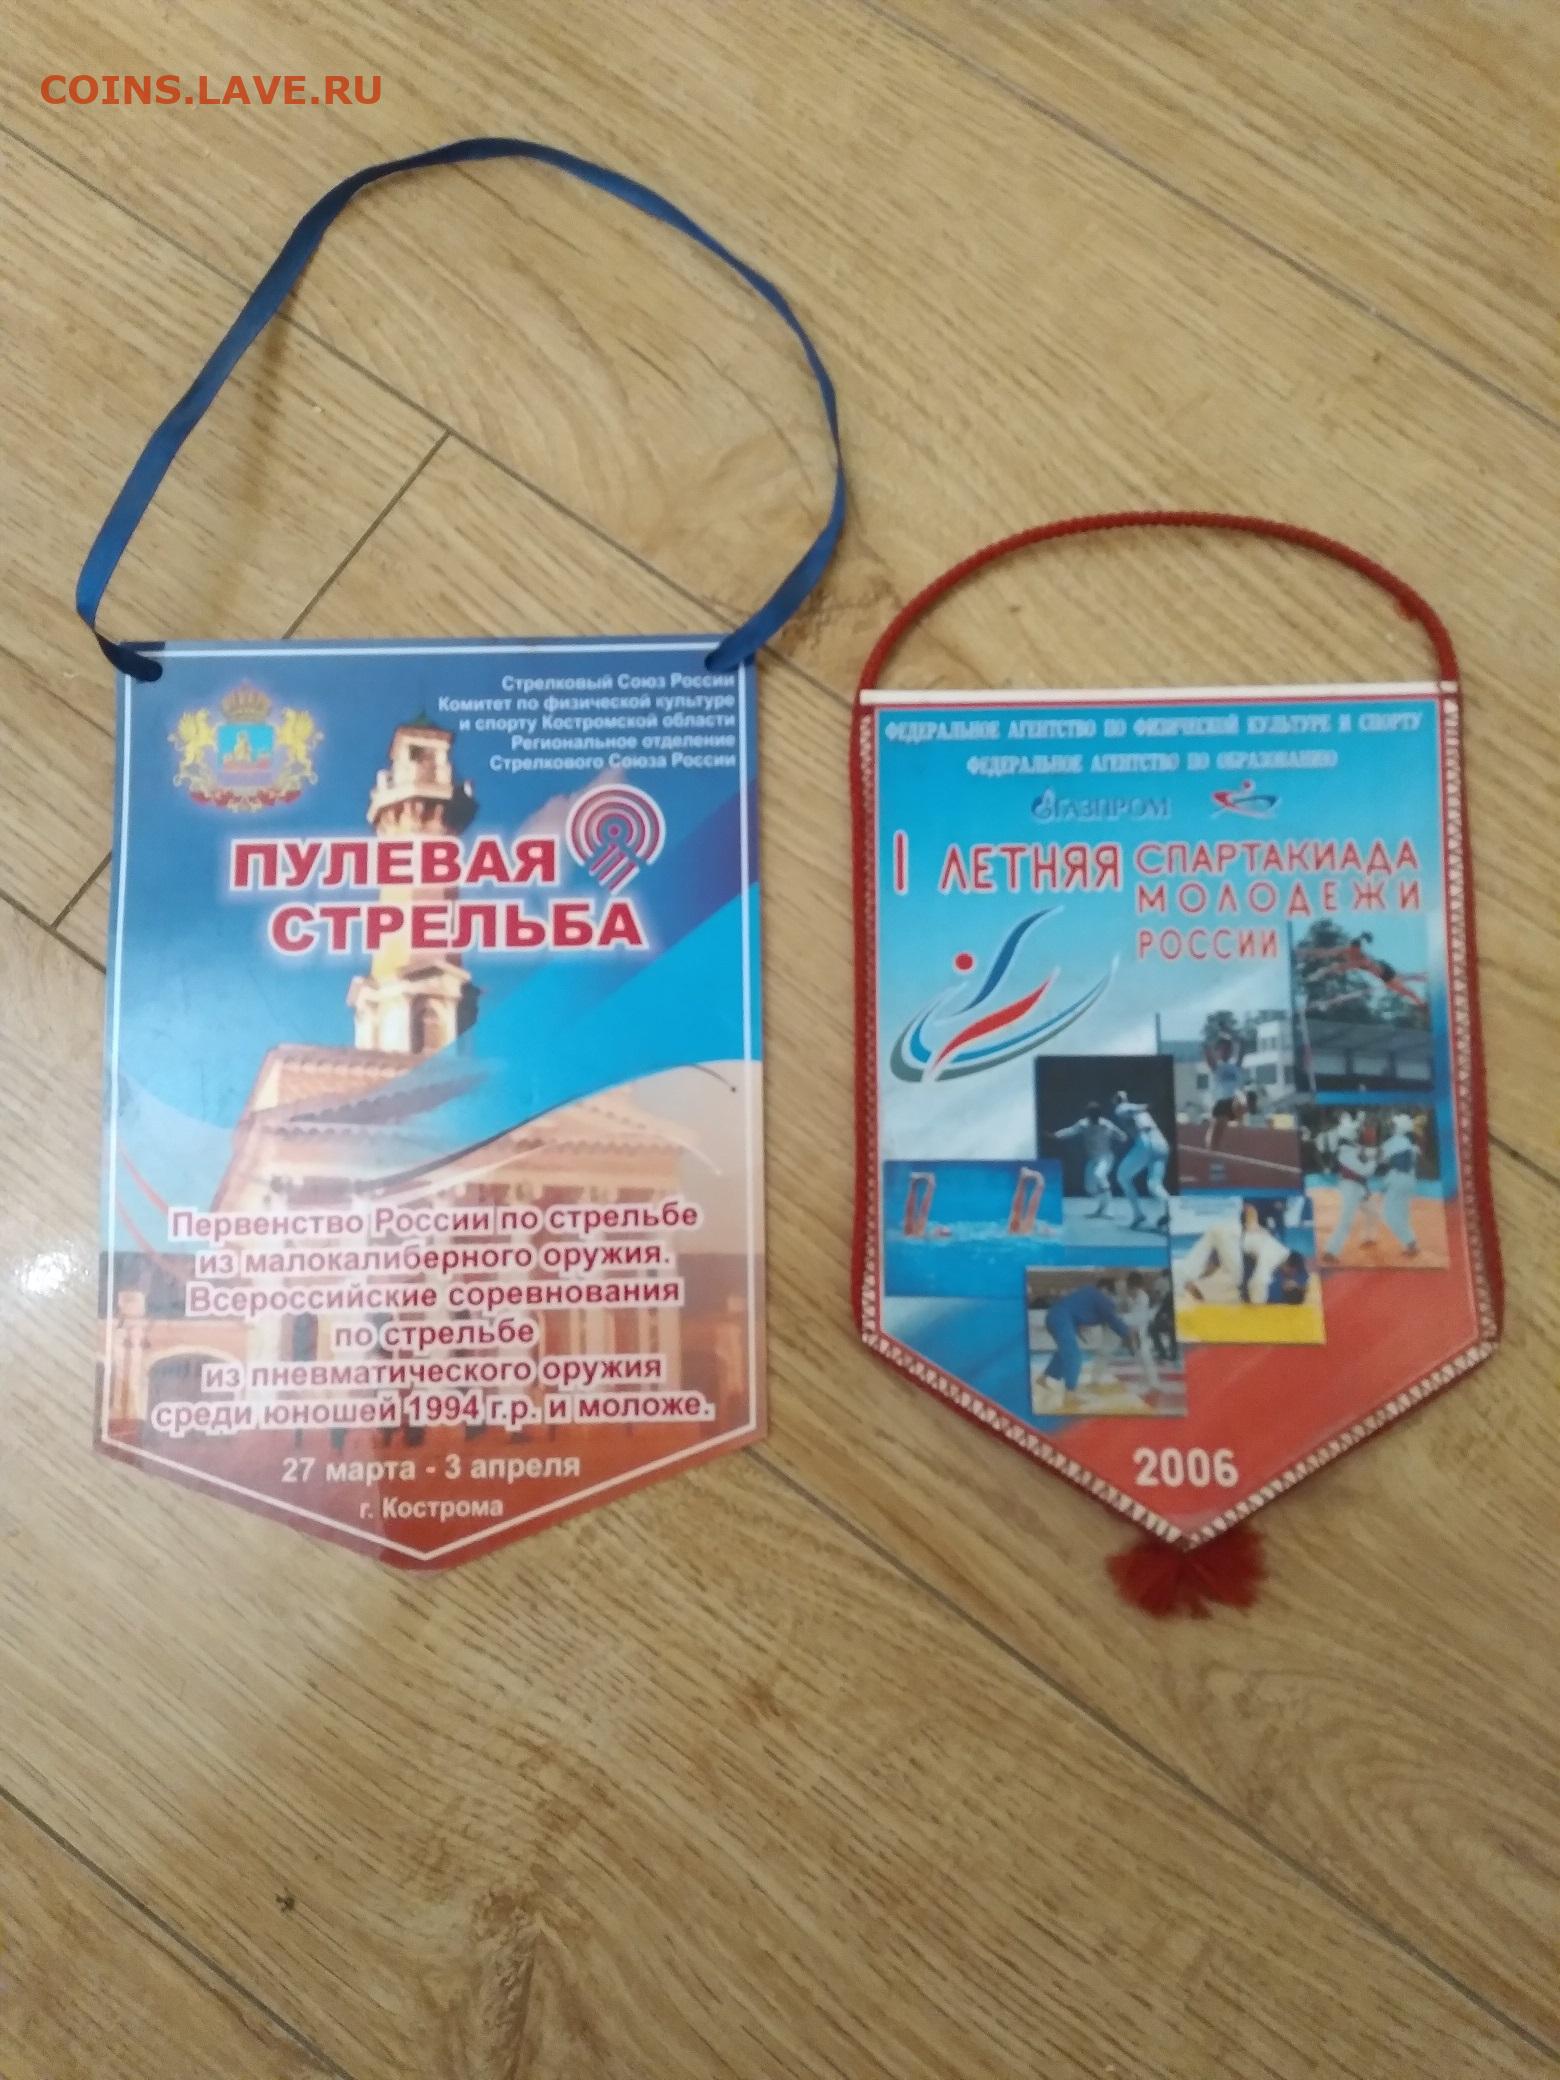 COINS.LAVE.RU
Стрелковый Союз России
Комитет по физической культуре
и спорту Костромской области
Региональное отделение
Стрелкового Союза России
ПУЛЕВАЯ
СТРЕЛЬБА
Первенство России по стрельбе
из малокалиберного оружия.
Всероссийские соревнования
по стрельбе
из пневматического оружия
среди юношей 1994 г.р. и моложе.
27 марта - 3 апреля
г. Кострома
ФЕДЕРАЛЬНОЕ АГЕНТСТВО ПО ФИЗИЧЕСКОЙ КУЛЬТУРЕ И СПОРТУ
ФЕДЕРАЛЬНОЕ АГЕНТСТВО ПО ОБРАЗОВАНИЮ
ГАЗПРОМ
I ЛЕТНЯЯ СПАРТАКИАДА
МОЛОДЕЖИ
РОССИИ
2006